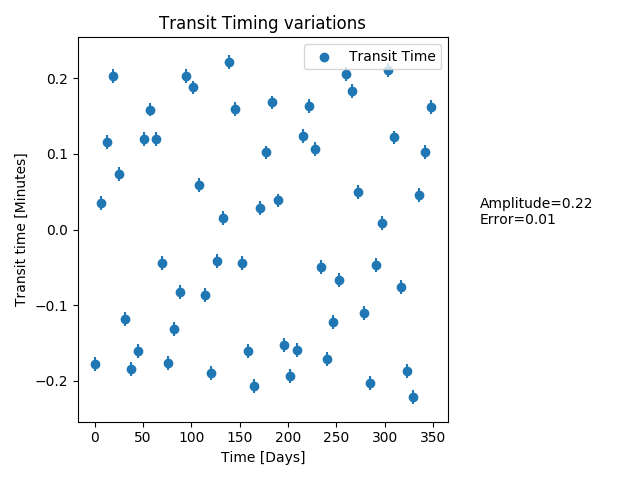 Transit Timing variations
Transit Time
0.2
0.1
0.0
−0.1
−0.2
Transit time [Minutes]
0
50
100
150
200
250
300
350
Time [Days]
Amplitude=0.22
Error=0.01